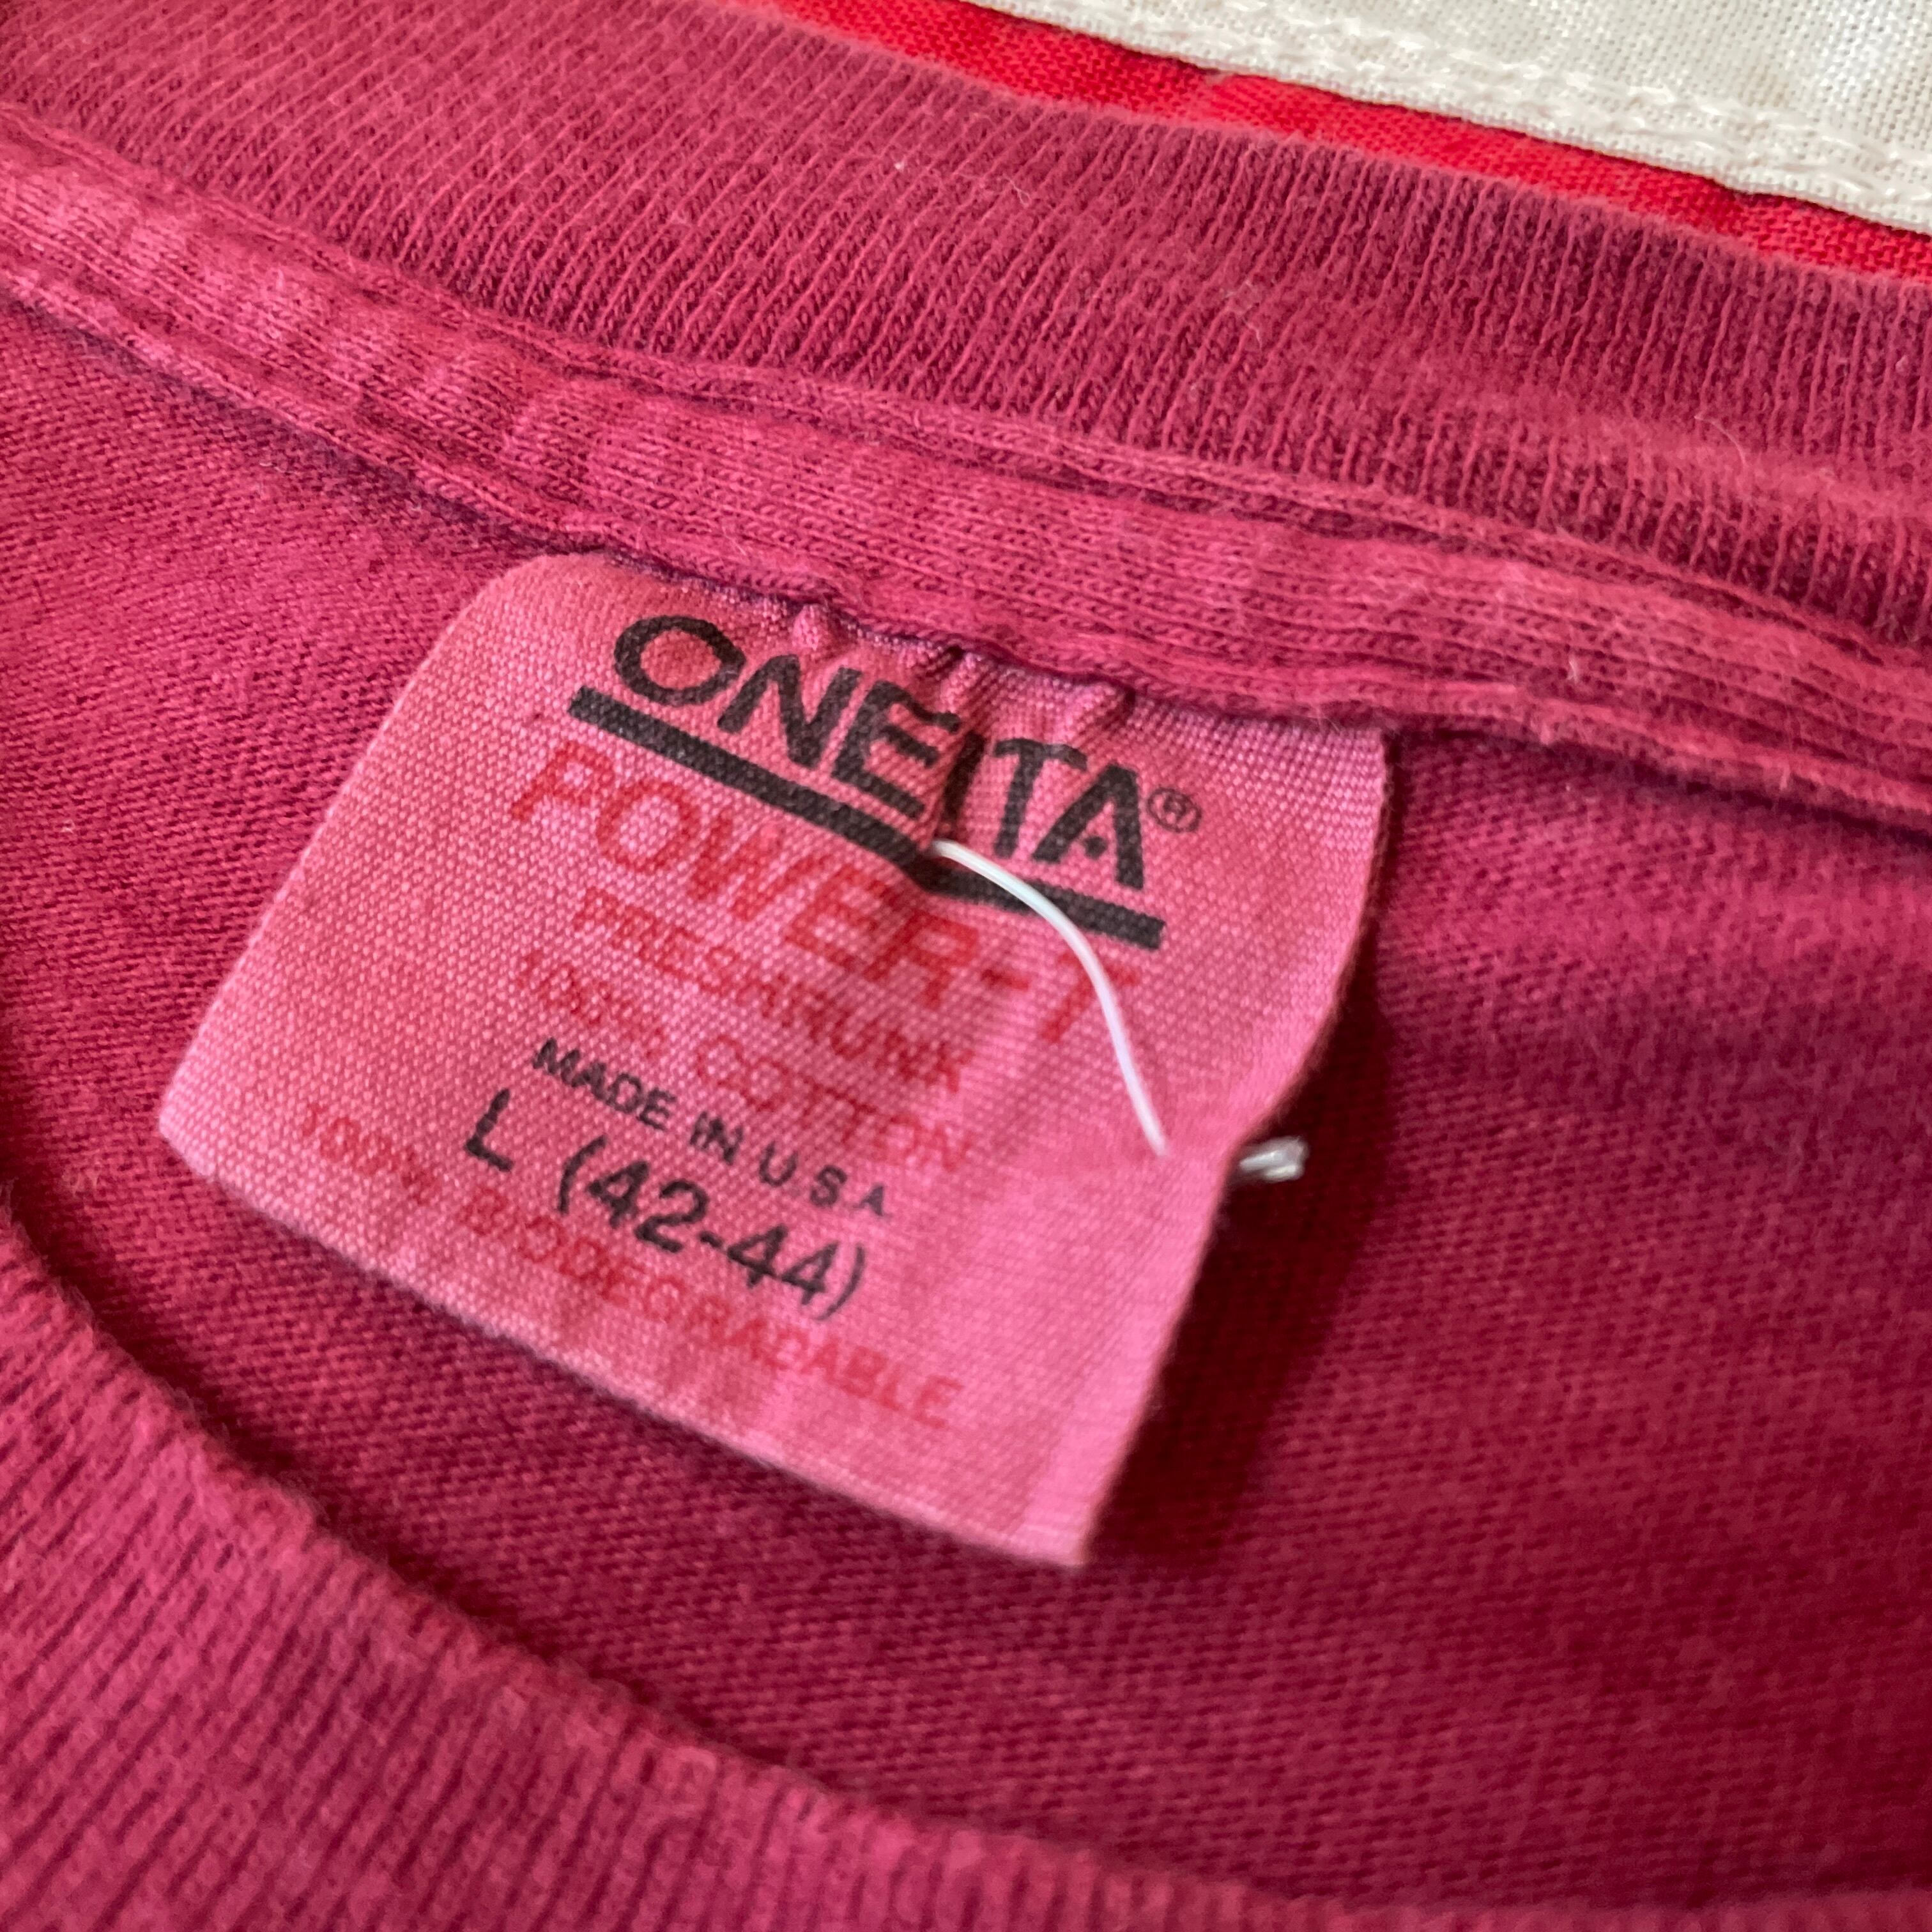 ONEITA®
POWER-T
PRESHRUNK
100% COTTON
MADE IN U.S.A
L (42-44)
100% BIODEGRADABLE